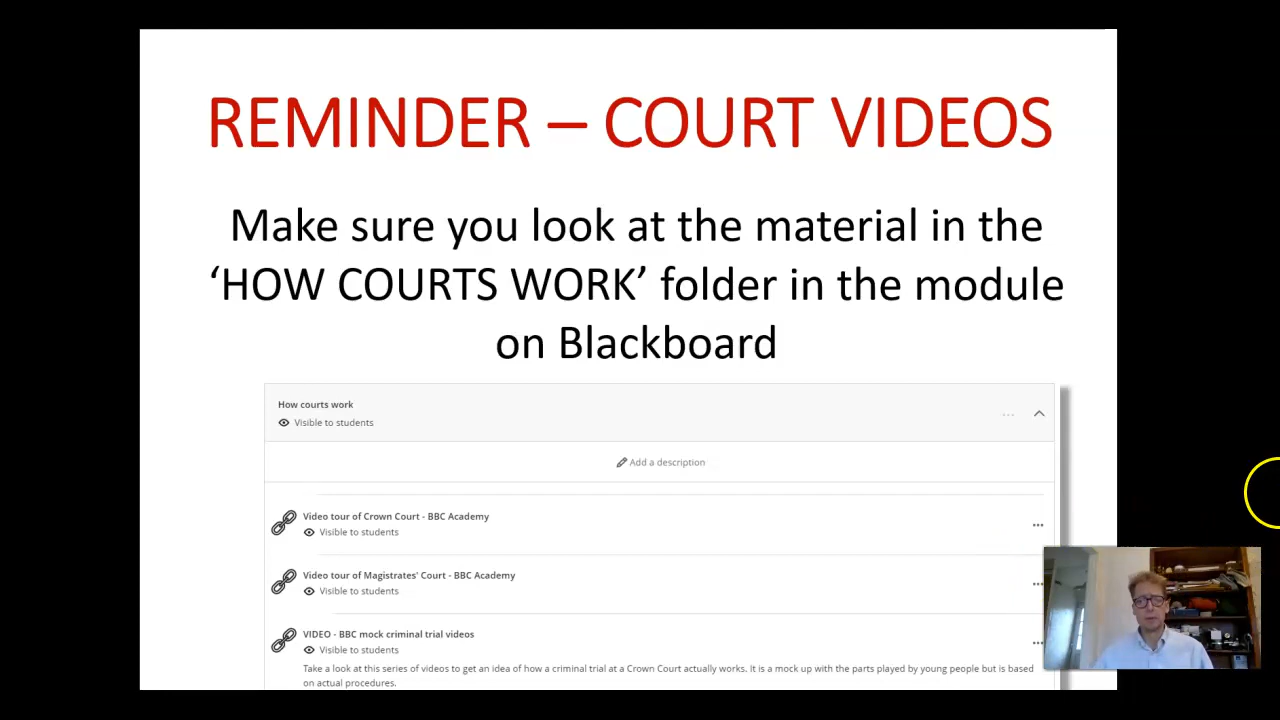 REMINDER – COURT VIDEOS
Make sure you look at the material in the
‘HOW COURTS WORK’ folder in the module
on Blackboard
How courts work
Visible to students
Add a description
Video tour of Crown Court - BBC Academy
Visible to students
Video tour of Magistrates' Court - BBC Academy
Visible to students
VIDEO - BBC mock criminal trial videos
Visible to students
Take a look at this series of videos to get an idea of how a criminal trial at a Crown Court actually works. It is a mock up with the parts played by young people but is based
on actual procedures.